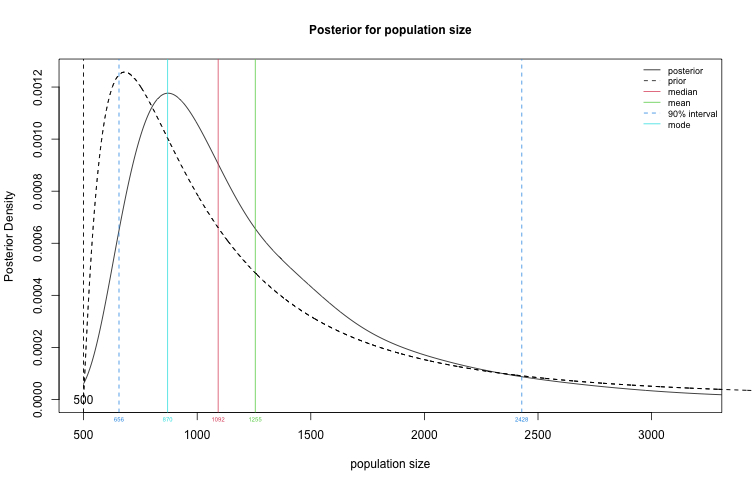 Posterior for population size
posterior
prior
median
mean
90% interval
mode
Posterior Density
0.0012
0.0010
0.0008
0.0006
0.0004
0.0002
0.0000
500
656
870
1092
1255
2428
500
1000
1500
2000
2500
3000
population size